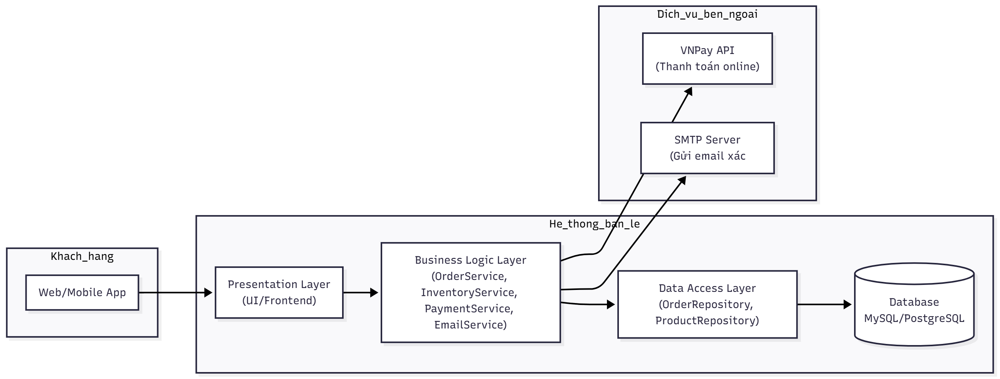 Dich_vu_ben_ngoai
VNPay API
(Thanh toán online)
SMTP Server
(Gửi email xác
He_thong_ban_le
Khach_hang
Web/Mobile App
Presentation Layer
(UI/Frontend)
Business Logic Layer
(OrderService,
InventoryService,
PaymentService,
EmailService)
Data Access Layer
(OrderRepository,
ProductRepository)
Database
MySQL/PostgreSQL